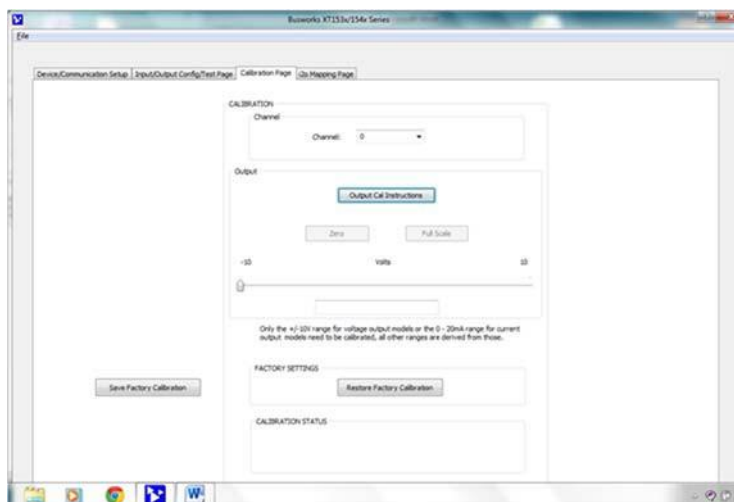 Busworks XT153x/154x Series
File
Device/Communication Setup Input/Output Config/Test Page Calibration Page i2o Mapping Page
CALIBRATION
Channel
Channel: 0
Output
Output Cal Instructions
Zero Full Scale
-10 Volts 10
Only the +/-10V range for voltage output models or the 0 - 20mA range for current
output models need to be calibrated, all other ranges are derived from those.
FACTORY SETTINGS
Save Factory Calibration Restore Factory Calibration
CALIBRATION STATUS